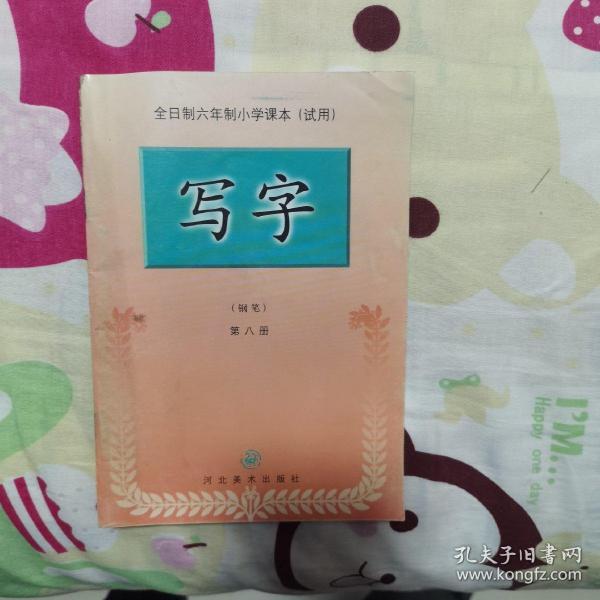 全日制六年制小学课本(试用)
写字
(钢笔)
第八册
河北美术出版社
I'M...
Happy one
one day
孔夫子旧书网
www.kongfz.com